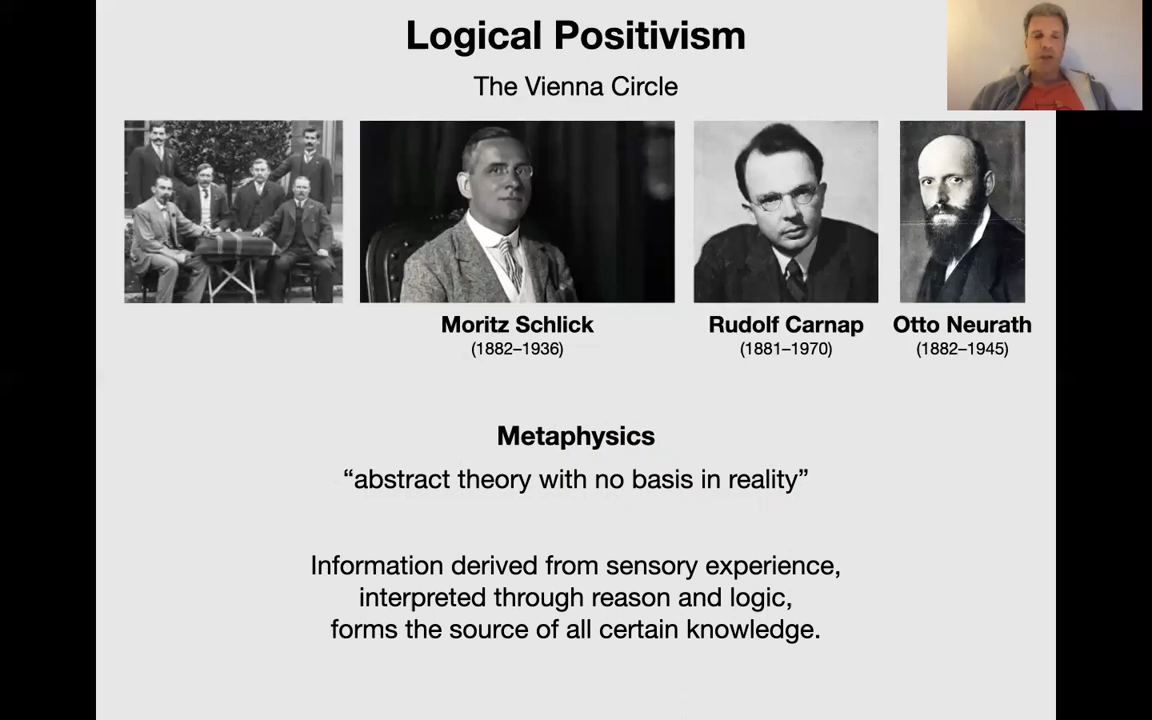 Logical Positivism
The Vienna Circle
Moritz Schlick
(1882–1936)
Rudolf Carnap
(1881–1970)
Otto Neurath
(1882–1945)
Metaphysics
“abstract theory with no basis in reality”
Information derived from sensory experience,
interpreted through reason and logic,
forms the source of all certain knowledge.